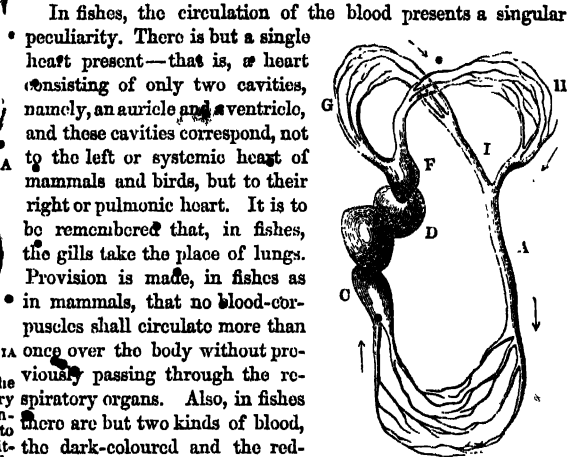 In fishes, the circulation of the blood presents a singular
peculiarity. There is but a single
heart present—that is, a heart
consisting of only two cavities,
namely, an auricle and a ventricle,
and these cavities correspond, not
to the left or systemic heart of
mammals and birds, but to their
right or pulmonic heart. It is to
be remembered that, in fishes,
the gills take the place of lungs.
Provision is made, in fishes as
in mammals, that no blood-cor-
puscles shall circulate more than
once over the body without pre-
viously passing through the re-
spiratory organs. Also, in fishes
there are but two kinds of blood,
the dark-coloured and the red-
G
H
I
F
D
A
C
A
IA
he
ry
n-
to
it-